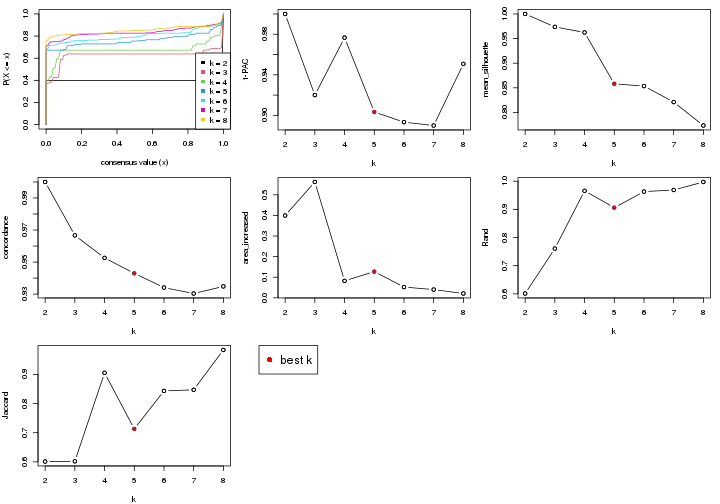 P(X <= x)
0.0 0.2 0.4 0.6 0.8 1.0
0.0 0.2 0.4 0.6 0.8 1.0
consensus value (x)
k = 2
k = 3
k = 4
k = 5
k = 6
k = 7
k = 8
1-PAC
0.90 0.94 0.98
2 3 4 5 6 7 8
k
mean_silhouette
0.80 0.85 0.90 0.95 1.00
2 3 4 5 6 7 8
k
concordance
0.93 0.95 0.97 0.99
2 3 4 5 6 7 8
k
area_increased
0.0 0.1 0.2 0.3 0.4 0.5
2 3 4 5 6 7 8
k
Rand
0.6 0.7 0.8 0.9 1.0
2 3 4 5 6 7 8
k
Jaccard
0.6 0.7 0.8 0.9
2 3 4 5 6 7 8
k
best k